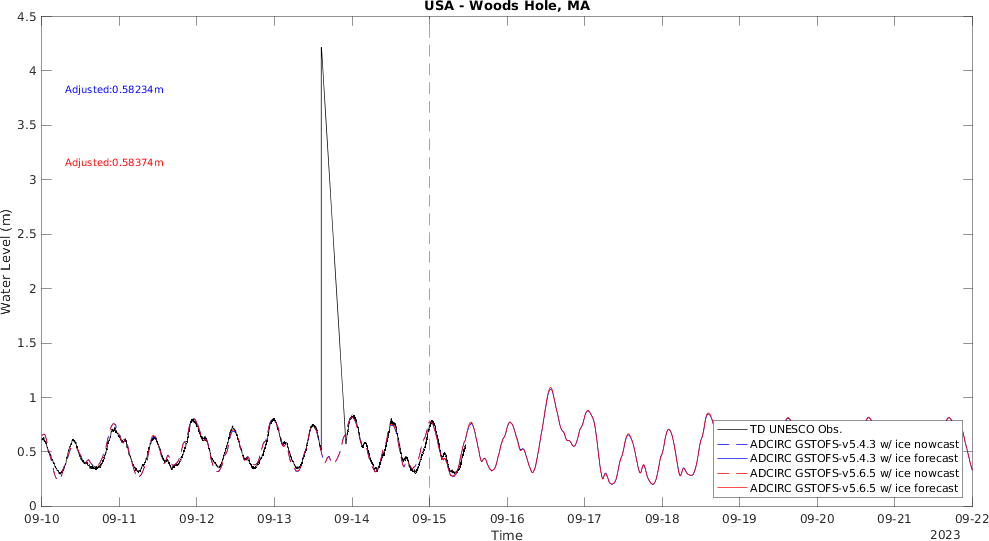 USA - Woods Hole, MA
4.5
4
3.5
3
2.5
2
1.5
1
0.5
0
Water Level (m)
Adjusted:0.58234m
Adjusted:0.58374m
TD UNESCO Obs.
ADCIRC GSTOFS-v5.4.3 w/ ice nowcast
ADCIRC GSTOFS-v5.4.3 w/ ice forecast
ADCIRC GSTOFS-v5.6.5 w/ ice nowcast
ADCIRC GSTOFS-v5.6.5 w/ ice forecast
09-10 09-11 09-12 09-13 09-14 09-15 09-16 09-17 09-18 09-19 09-20 09-21 09-22
Time
2023